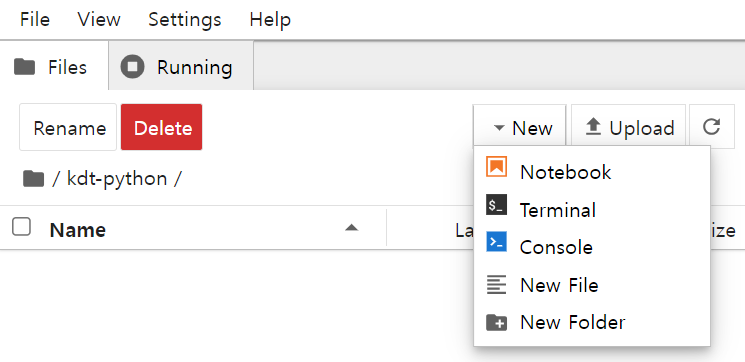 File View Settings Help
Files Running
Rename Delete New Upload
/ kdt-python /
Notebook
$_ Terminal
Name
Console
New File
New Folder